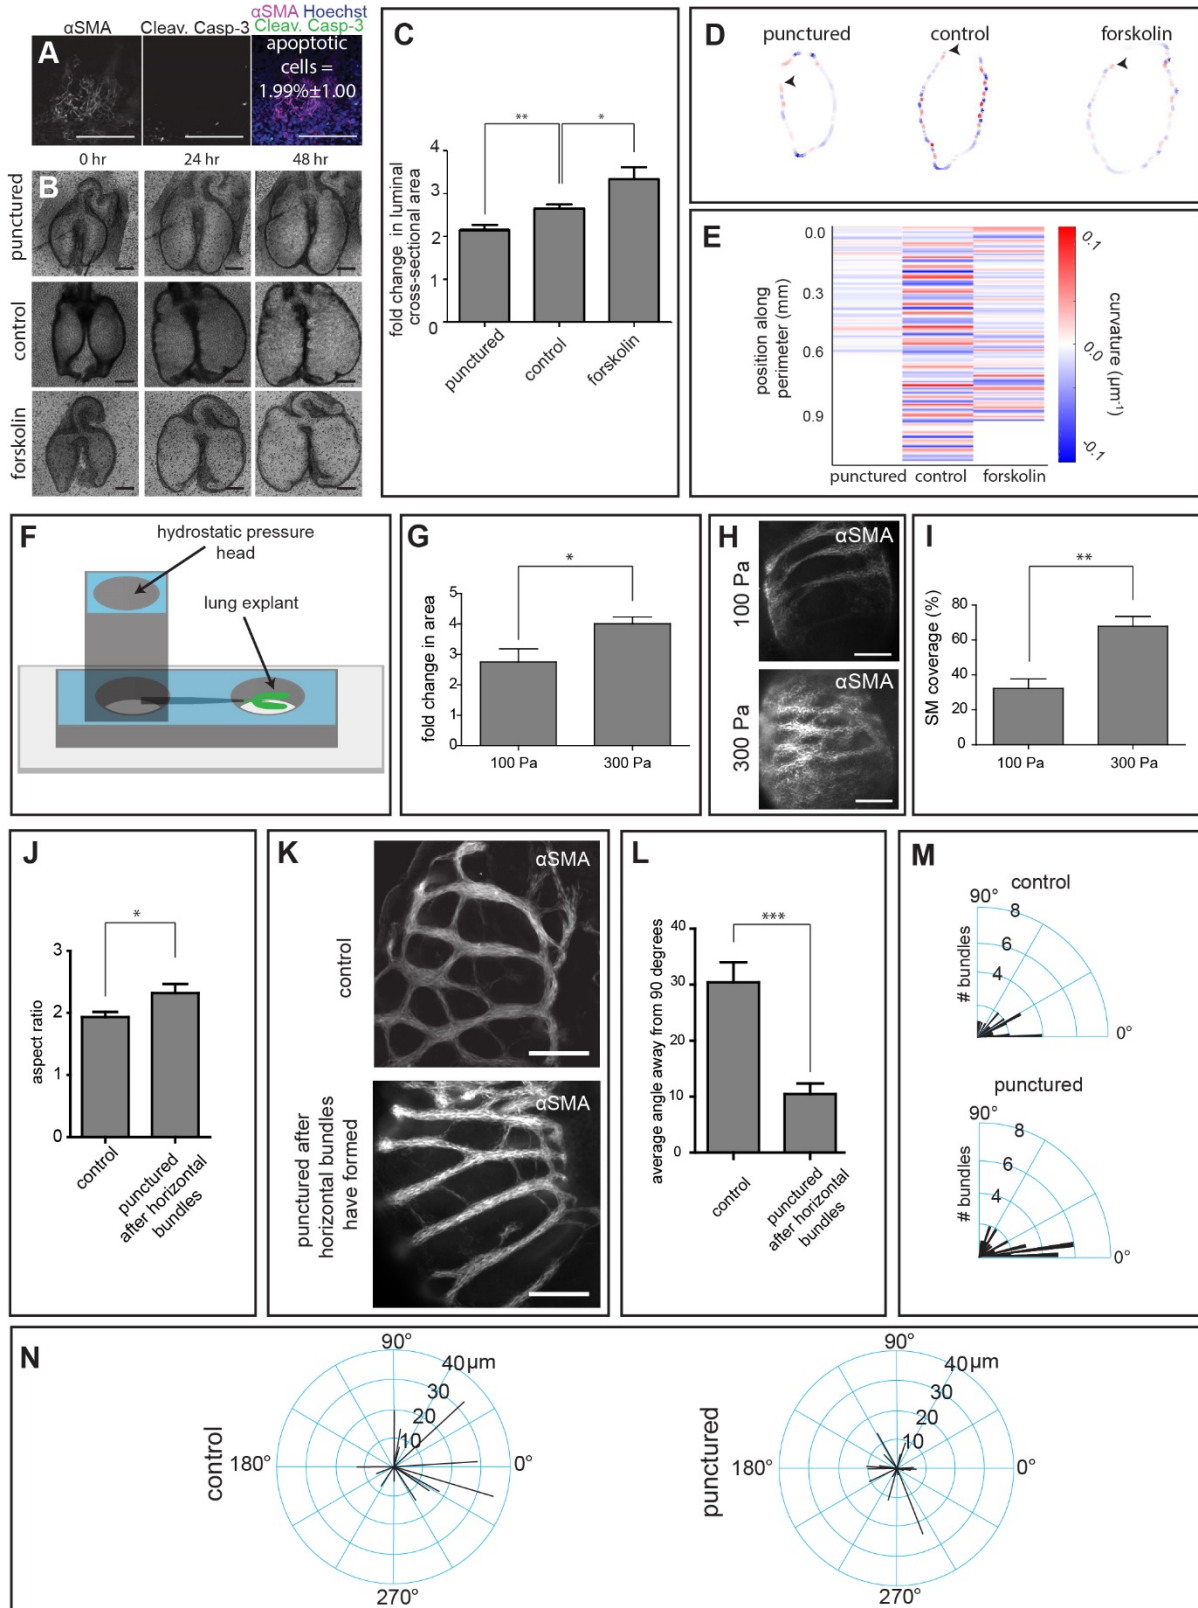 A
αSMA
Cleav. Casp-3
αSMA Hoechst
Cleav. Casp-3
apoptotic
cells =
1.99%±1.00
B
0 hr
24 hr
48 hr
punctured
control
forskolin
C
fold change in luminal
cross-sectional area
4
3
2
1
0
**
*
punctured
control
forskolin
D
punctured
control
forskolin
E
position along
perimeter (mm)
0.0
0.3
0.6
0.9
punctured
control
forskolin
0.1
0.0
-0.1
curvature (μm-1)
F
hydrostatic pressure
head
lung explant
G
fold change in area
5
4
3
2
1
0
*
100 Pa
300 Pa
H
100 Pa
αSMA
300 Pa
αSMA
I
SM coverage (%)
80
60
40
20
0
**
100 Pa
300 Pa
J
aspect ratio
3
2
1
0
*
control
punctured
after horizontal
bundles
K
control
αSMA
punctured after
horizontal bundles
have formed
αSMA
L
average angle away from 90 degrees
40
30
20
10
0
***
control
punctured
after horizontal
bundles
M
control
90°
8
6
4
# bundles
0°
punctured
90°
8
6
4
# bundles
0°
N
control
90°
40 μm
30
20
10
180°
0°
270°
punctured
90°
40 μm
30
20
10
180°
0°
270°